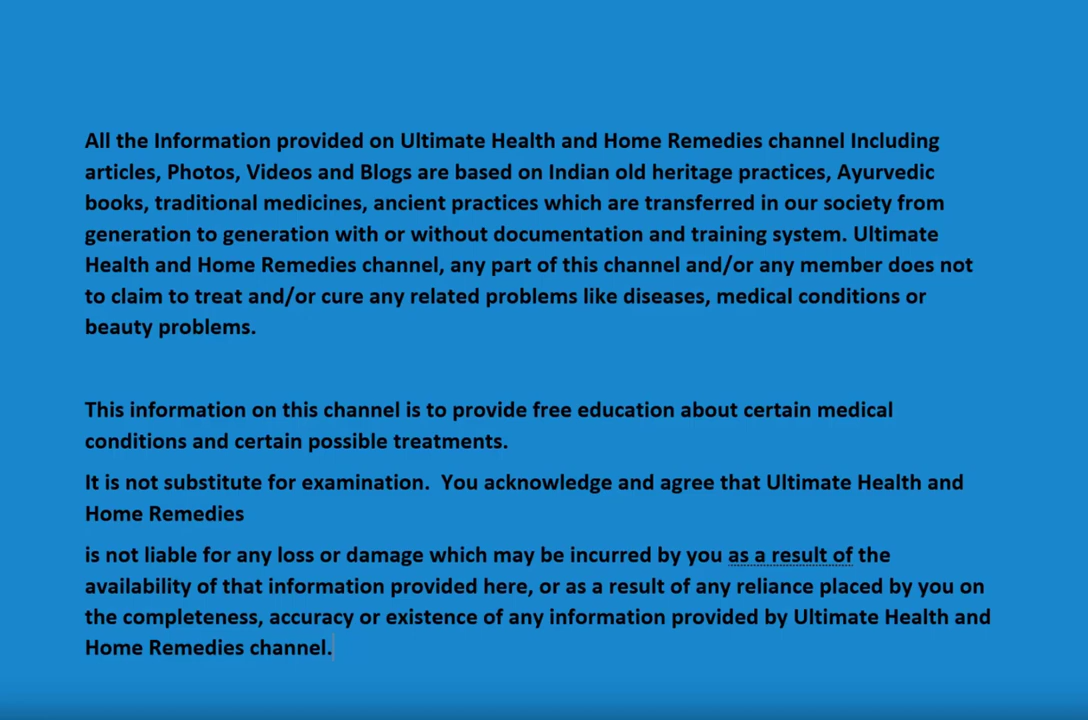 All the Information provided on Ultimate Health and Home Remedies channel Including
articles, Photos, Videos and Blogs are based on Indian old heritage practices, Ayurvedic
books, traditional medicines, ancient practices which are transferred in our society from
generation to generation with or without documentation and training system. Ultimate
Health and Home Remedies channel, any part of this channel and/or any member does not
to claim to treat and/or cure any related problems like diseases, medical conditions or
beauty problems.
This information on this channel is to provide free education about certain medical
conditions and certain possible treatments.
It is not substitute for examination.  You acknowledge and agree that Ultimate Health and
Home Remedies
is not liable for any loss or damage which may be incurred by you as a result of the
availability of that information provided here, or as a result of any reliance placed by you on
the completeness, accuracy or existence of any information provided by Ultimate Health and
Home Remedies channel.